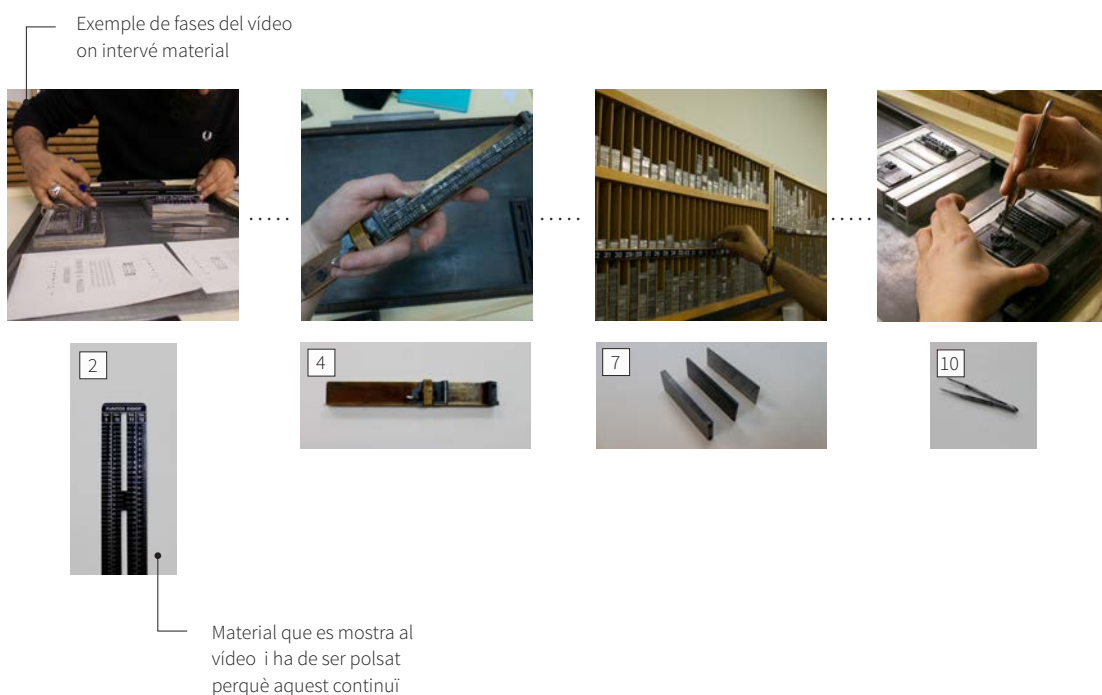 Exemple de fases del vídeo
on intervé material
2
4
7
10
Material que es mostra al
vídeo i ha de ser polsat
perquè aquest continuï